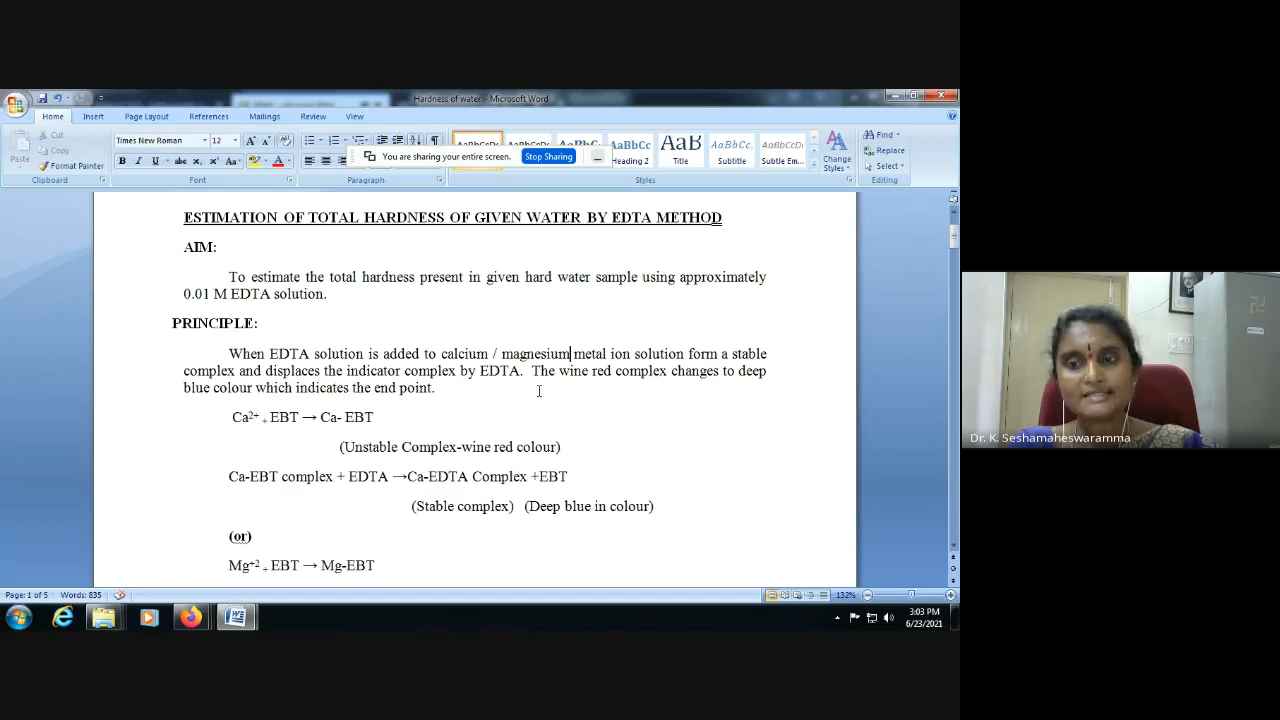 Hardness of water - Microsoft Word
Home Insert Page Layout References Mailings Review View
Cut
Copy
Format Painter
Paste
Clipboard
Times New Roman 12
Font
You are sharing your entire screen. Stop Sharing
Paragraph
Heading 2 Title Subtitle Subtle Em...
Change Styles
Styles
Find
Replace
Select
Editing
ESTIMATION OF TOTAL HARDNESS OF GIVEN WATER BY EDTA METHOD
AIM:
To estimate the total hardness present in given hard water sample using approximately
0.01 M EDTA solution.
PRINCIPLE:
When EDTA solution is added to calcium / magnesium metal ion solution form a stable
complex and displaces the indicator complex by EDTA. The wine red complex changes to deep
blue colour which indicates the end point.
Ca²⁺ ₊ EBT → Ca- EBT
(Unstable Complex-wine red colour)
Ca-EBT complex + EDTA →Ca-EDTA Complex +EBT
(Stable complex) (Deep blue in colour)
(or)
Mg⁺² ₊ EBT → Mg-EBT
Dr. K. Seshamaheswaramma
Page: 1 of 5 Words: 835
132%
3:03 PM
6/23/2021